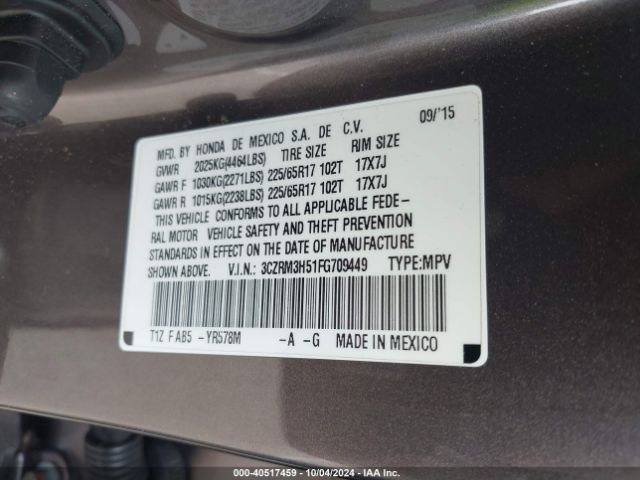 MFD. BY HONDA DE MEXICO S.A. DE C.V. 09/'15
GVWR 2025KG(4464LBS) TIRE SIZE RIM SIZE
GAWR F 1030KG(2271LBS) 225/65R17 102T 17X7J
GAWR R 1015KG(2238LBS) 225/65R17 102T 17X7J
THIS VEHICLE CONFORMS TO ALL APPLICABLE FEDE-
RAL MOTOR VEHICLE SAFETY AND THEFT PREVENTION
STANDARDS IN EFFECT ON THE DATE OF MANUFACTURE
SHOWN ABOVE. V.I.N.: 3CZRM3H51FG709449 TYPE:MPV
T1Z F AB5 -YR578M -A -G MADE IN MEXICO
000-40517459 - 10/04/2024 - IAA Inc.